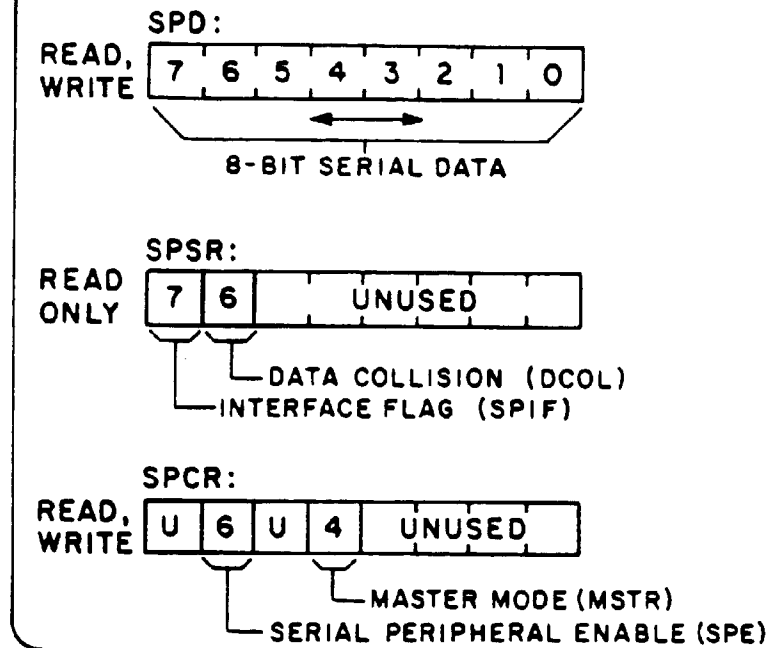 SPD:
READ, WRITE 7 6 5 4 3 2 1 0
8-BIT SERIAL DATA
SPSR:
READ ONLY 7 6 UNUSED
DATA COLLISION (DCOL)
INTERFACE FLAG (SPIF)
SPCR:
READ, WRITE U 6 U 4 UNUSED
MASTER MODE (MSTR)
SERIAL PERIPHERAL ENABLE (SPE)